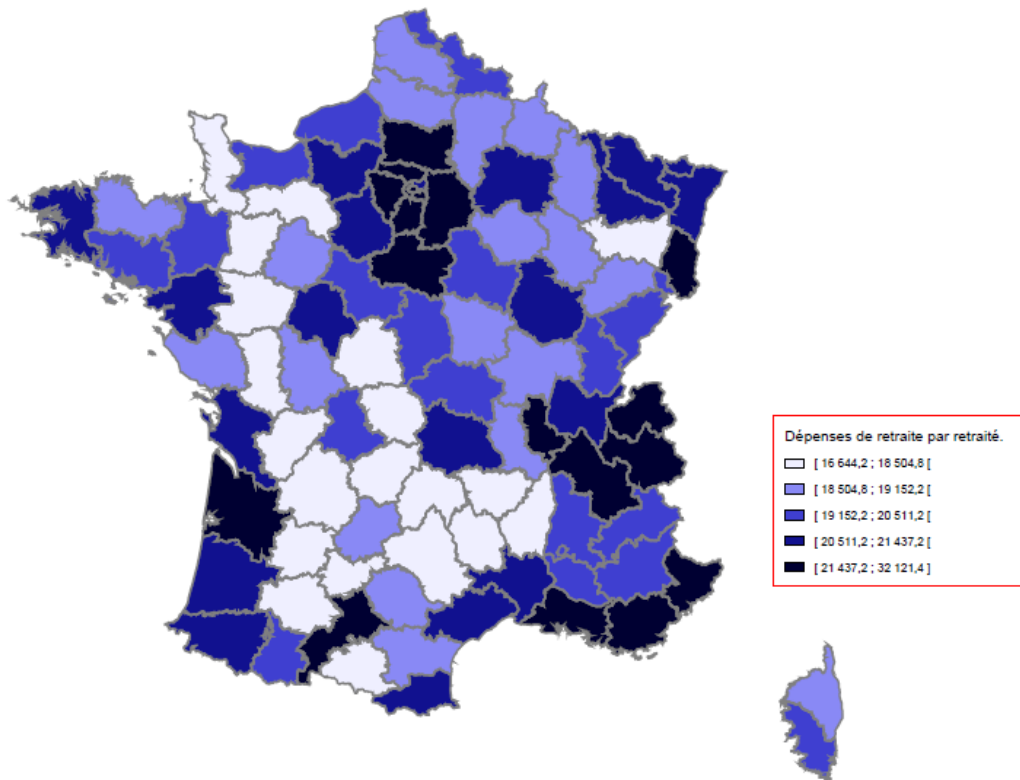 Dépenses de retraite par retraité.
[ 16 644,2 ; 18 504,8 [
[ 18 504,8 ; 19 152,2 [
[ 19 152,2 ; 20 511,2 [
[ 20 511,2 ; 21 437,2 [
[ 21 437,2 ; 32 121,4 ]